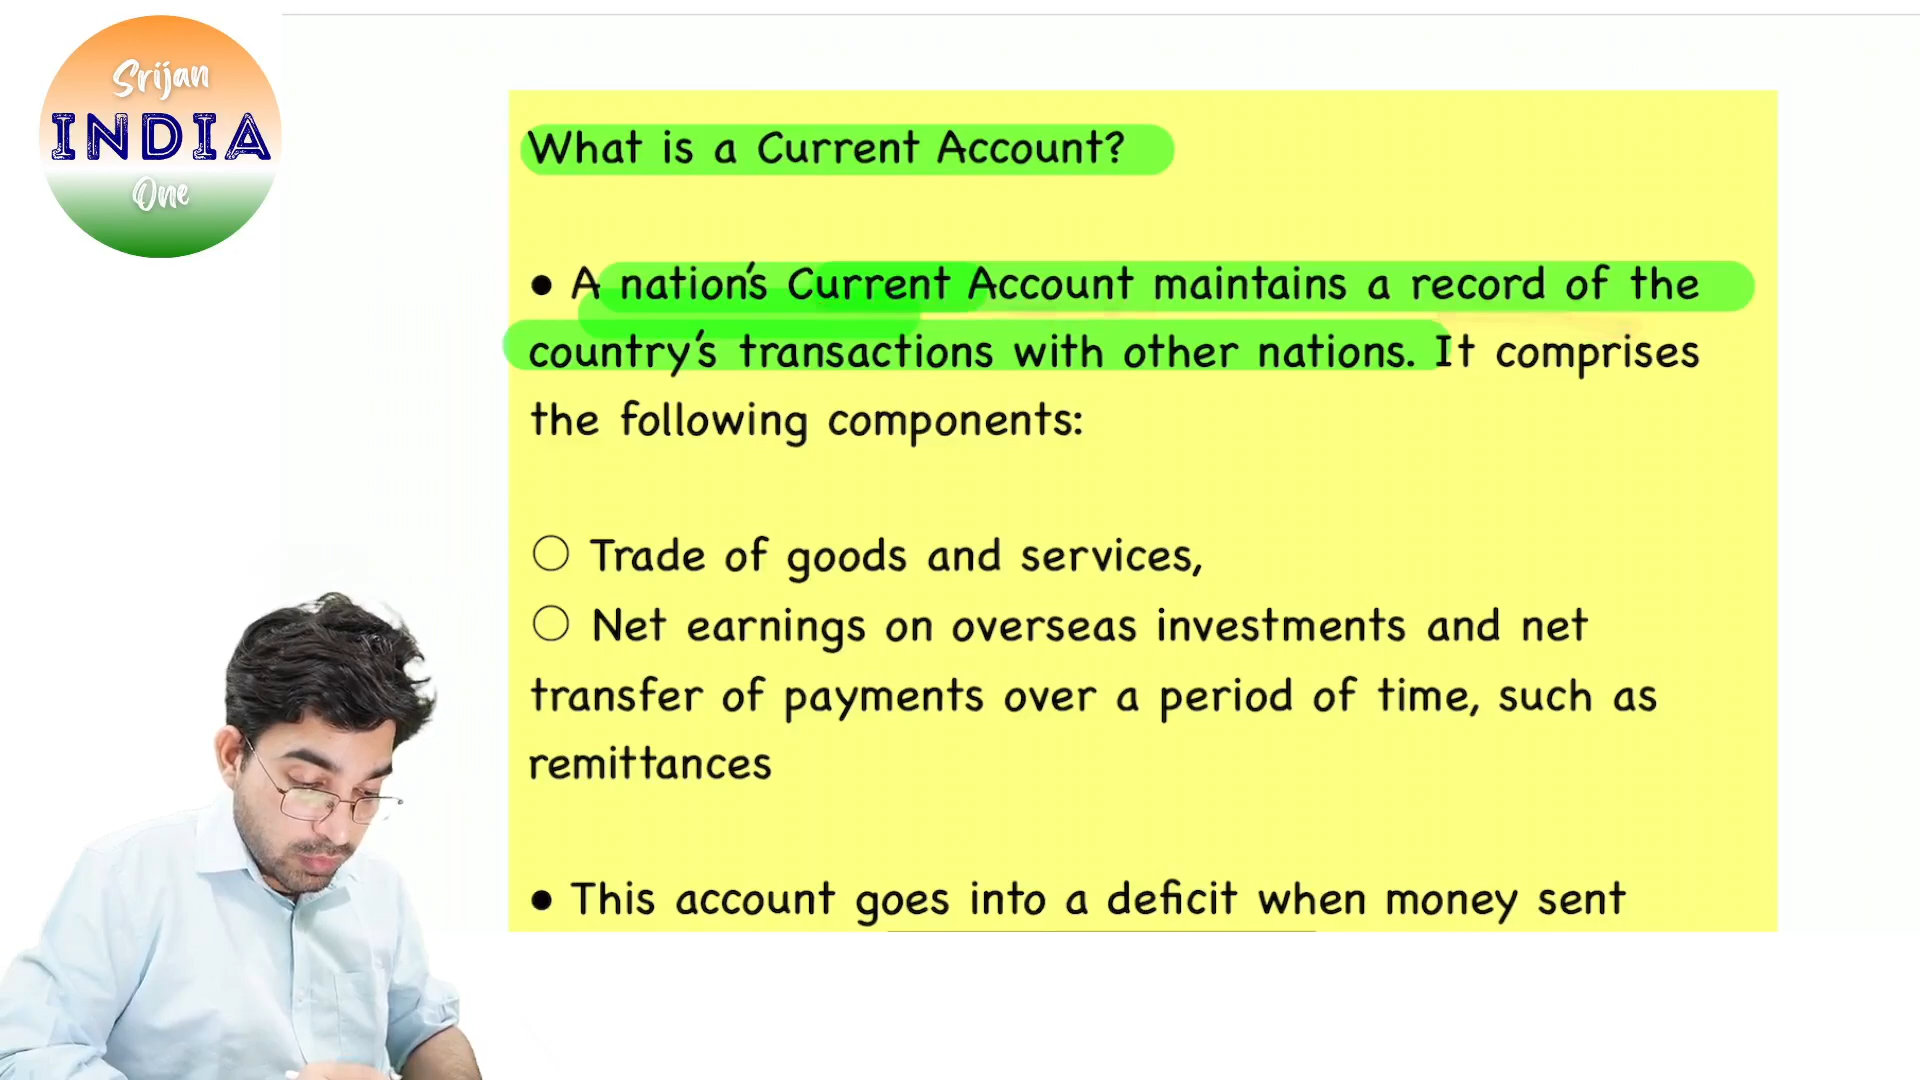 Srijan
INDIA
One
What is a Current Account?
● A nation's Current Account maintains a record of the
country's transactions with other nations. It comprises
the following components:
○ Trade of goods and services,
○ Net earnings on overseas investments and net
transfer of payments over a period of time, such as
remittances
● This account goes into a deficit when money sent